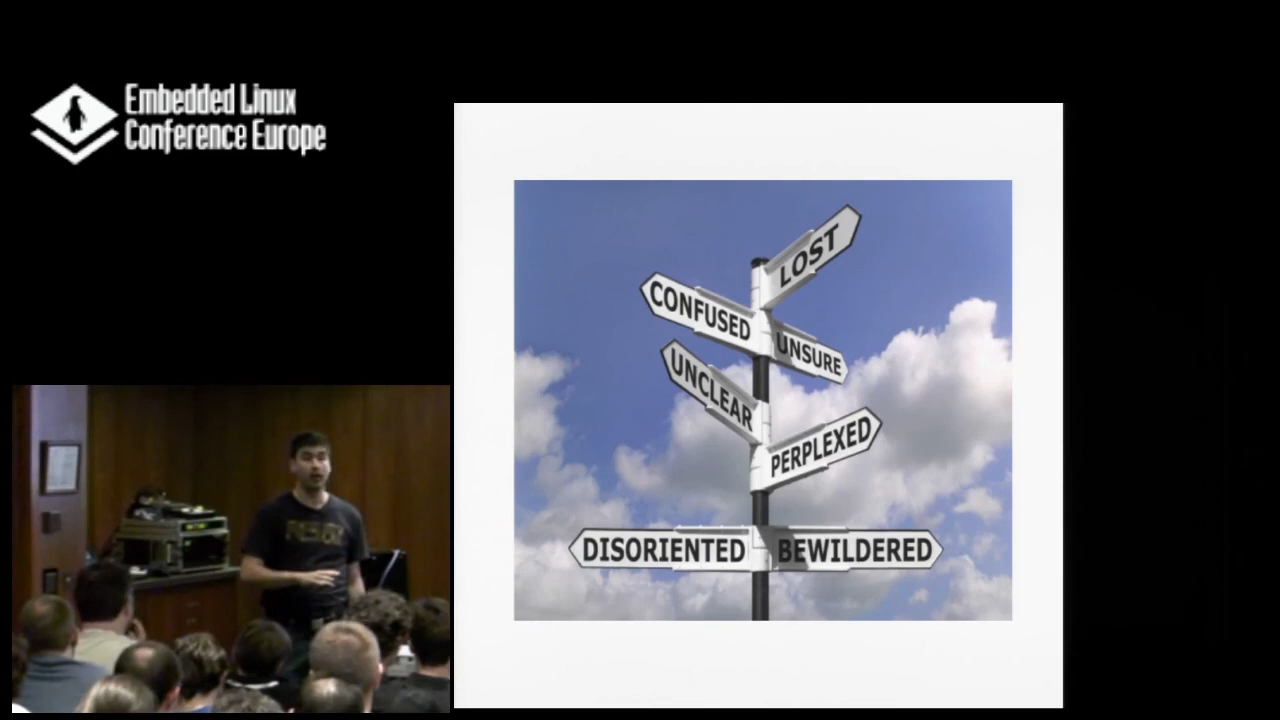 Embedded Linux
Conference Europe
LOST
CONFUSED
UNSURE
UNCLEAR
PERPLEXED
DISORIENTED
BEWILDERED